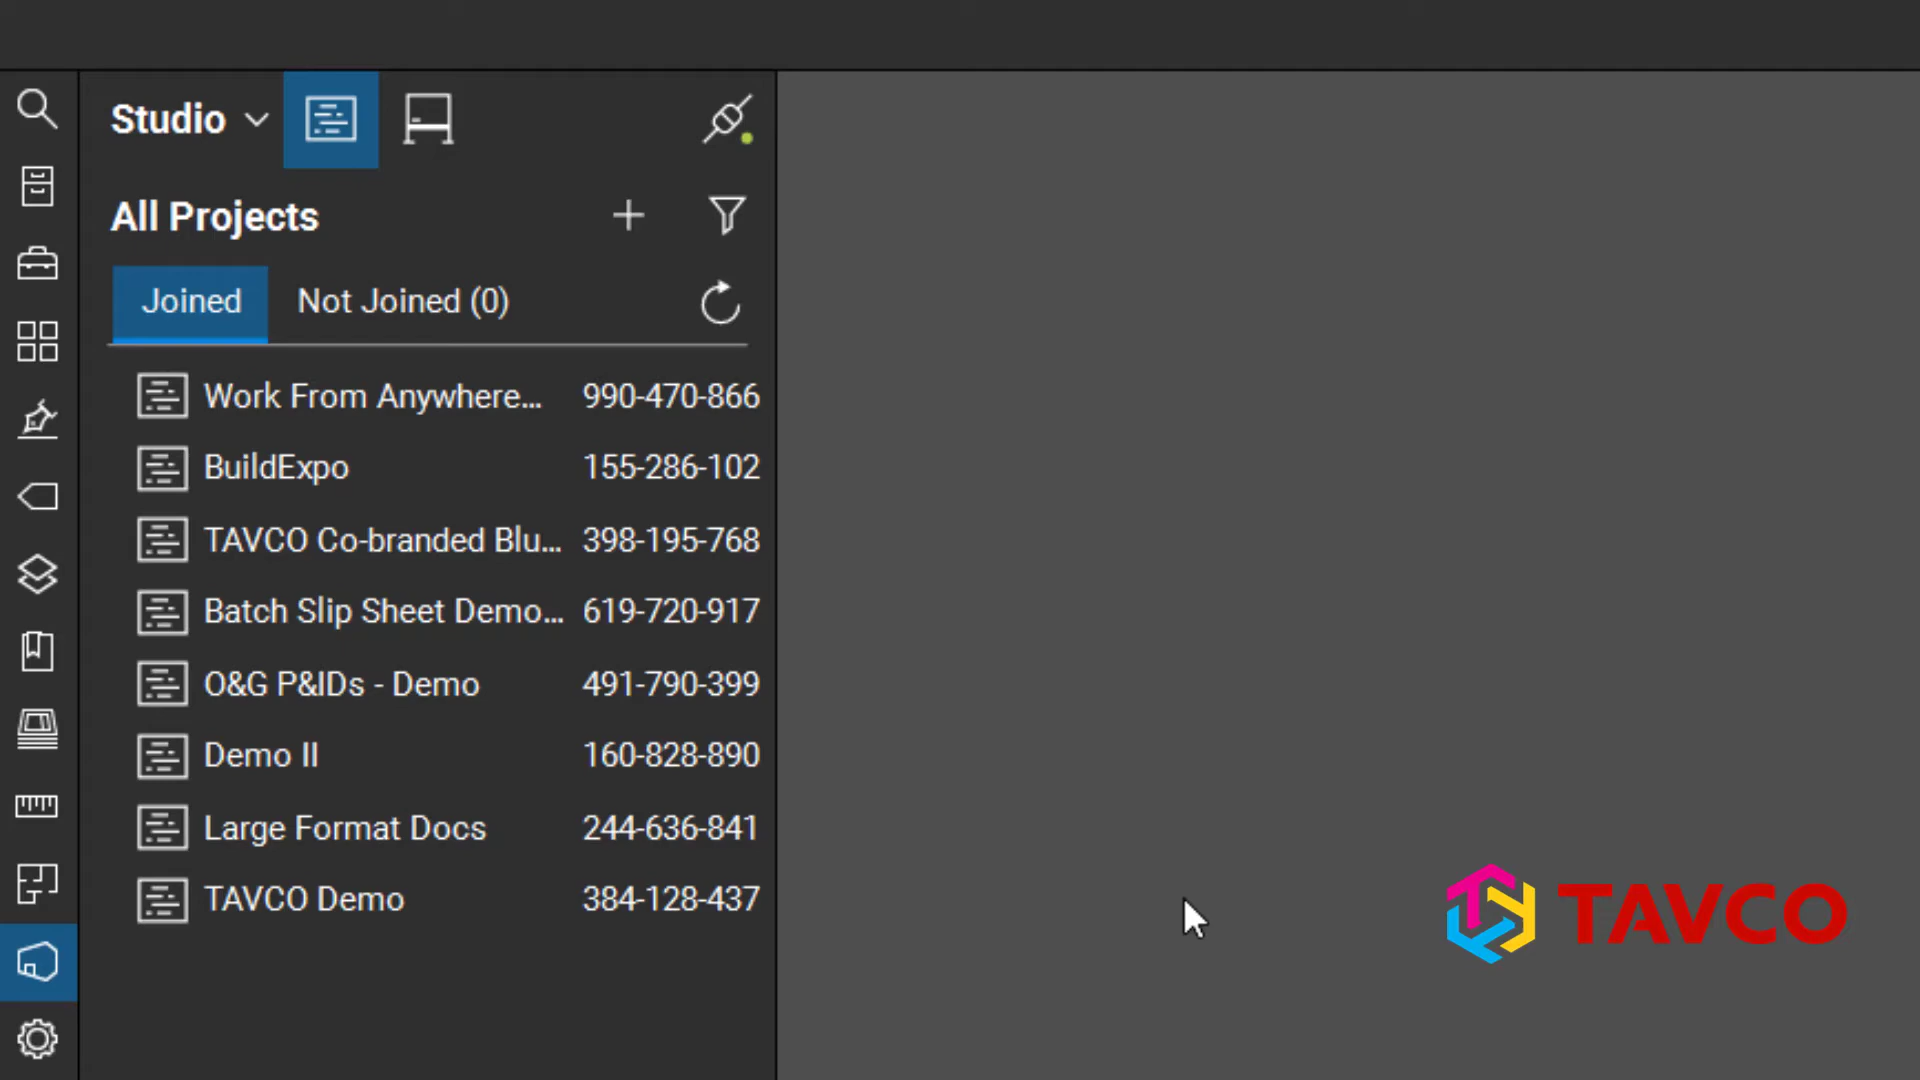 Studio
All Projects
Joined Not Joined (0)
Work From Anywhere... 990-470-866
BuildExpo 155-286-102
TAVCO Co-branded Blu... 398-195-768
Batch Slip Sheet Demo... 619-720-917
O&G P&IDs - Demo 491-790-399
Demo II 160-828-890
Large Format Docs 244-636-841
TAVCO Demo 384-128-437
TAVCO